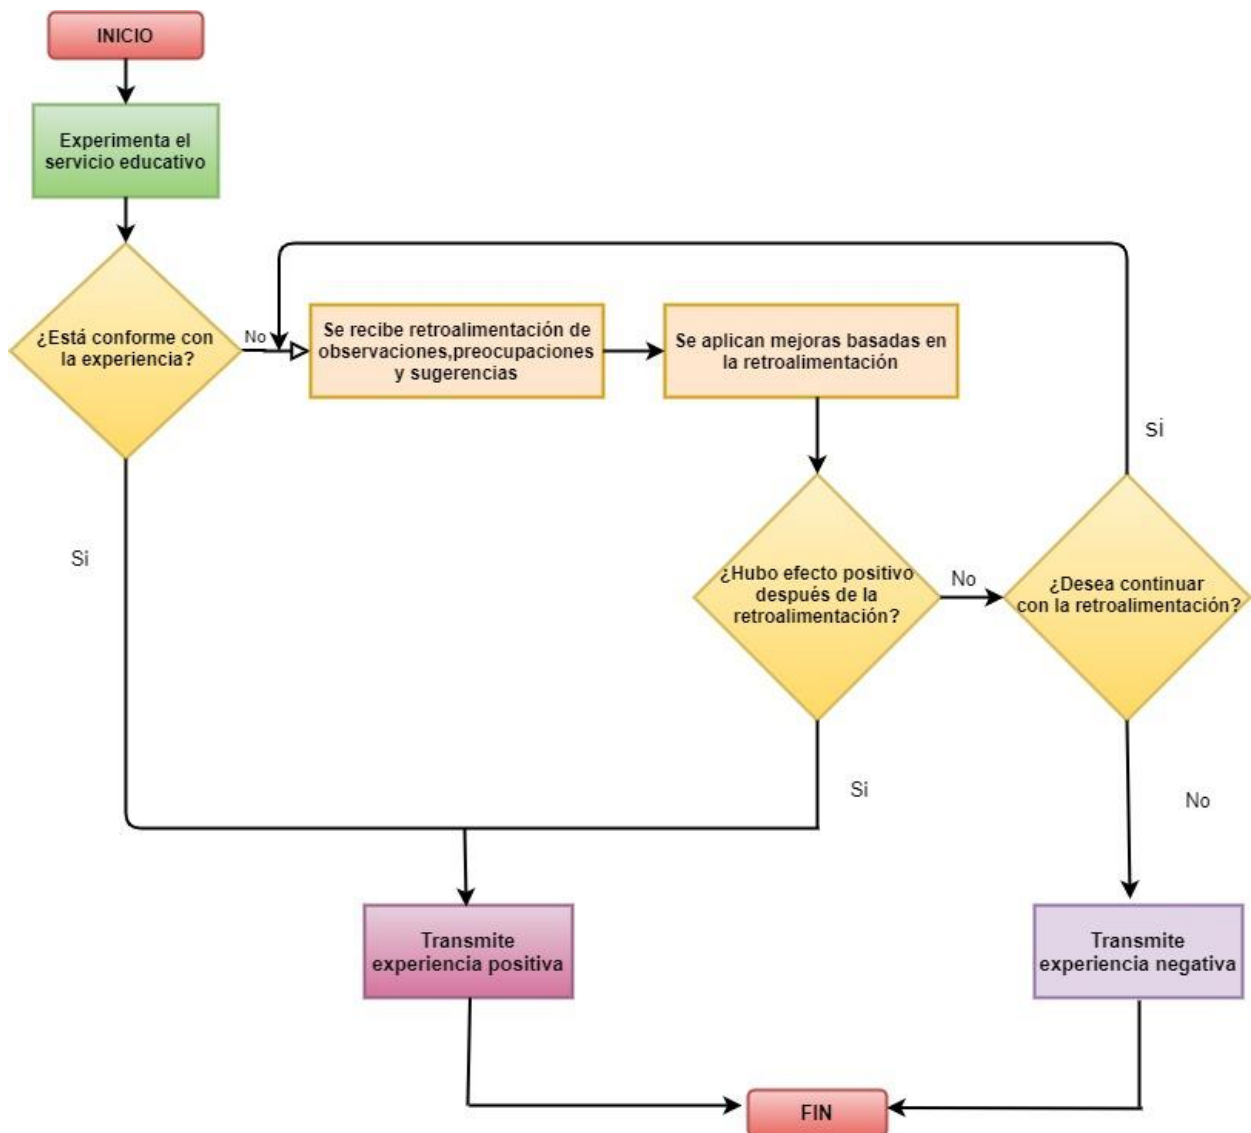 INICIO
Experimenta el
servicio educativo
¿Está conforme con
la experiencia?
No
Se recibe retroalimentación de
observaciones,preocupaciones
y sugerencias
Se aplican mejoras basadas en
la retroalimentación
SÍ
Si
¿Hubo efecto positivo
después de la
retroalimentación?
No
¿Desea continuar
con la retroalimentación?
Si
No
Transmite
experiencia positiva
Transmite
experiencia negativa
FIN